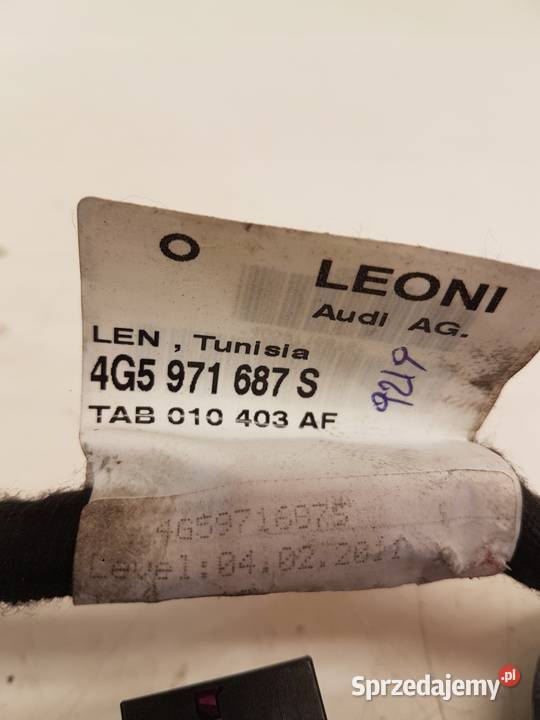 O
LEONI
Audi AG.
LEN , Tunisia
4G5 971 687 S
TAB 010 403 AF
9219
4G5971687S
Level:04.02.2011
Sprzedajemy.pl